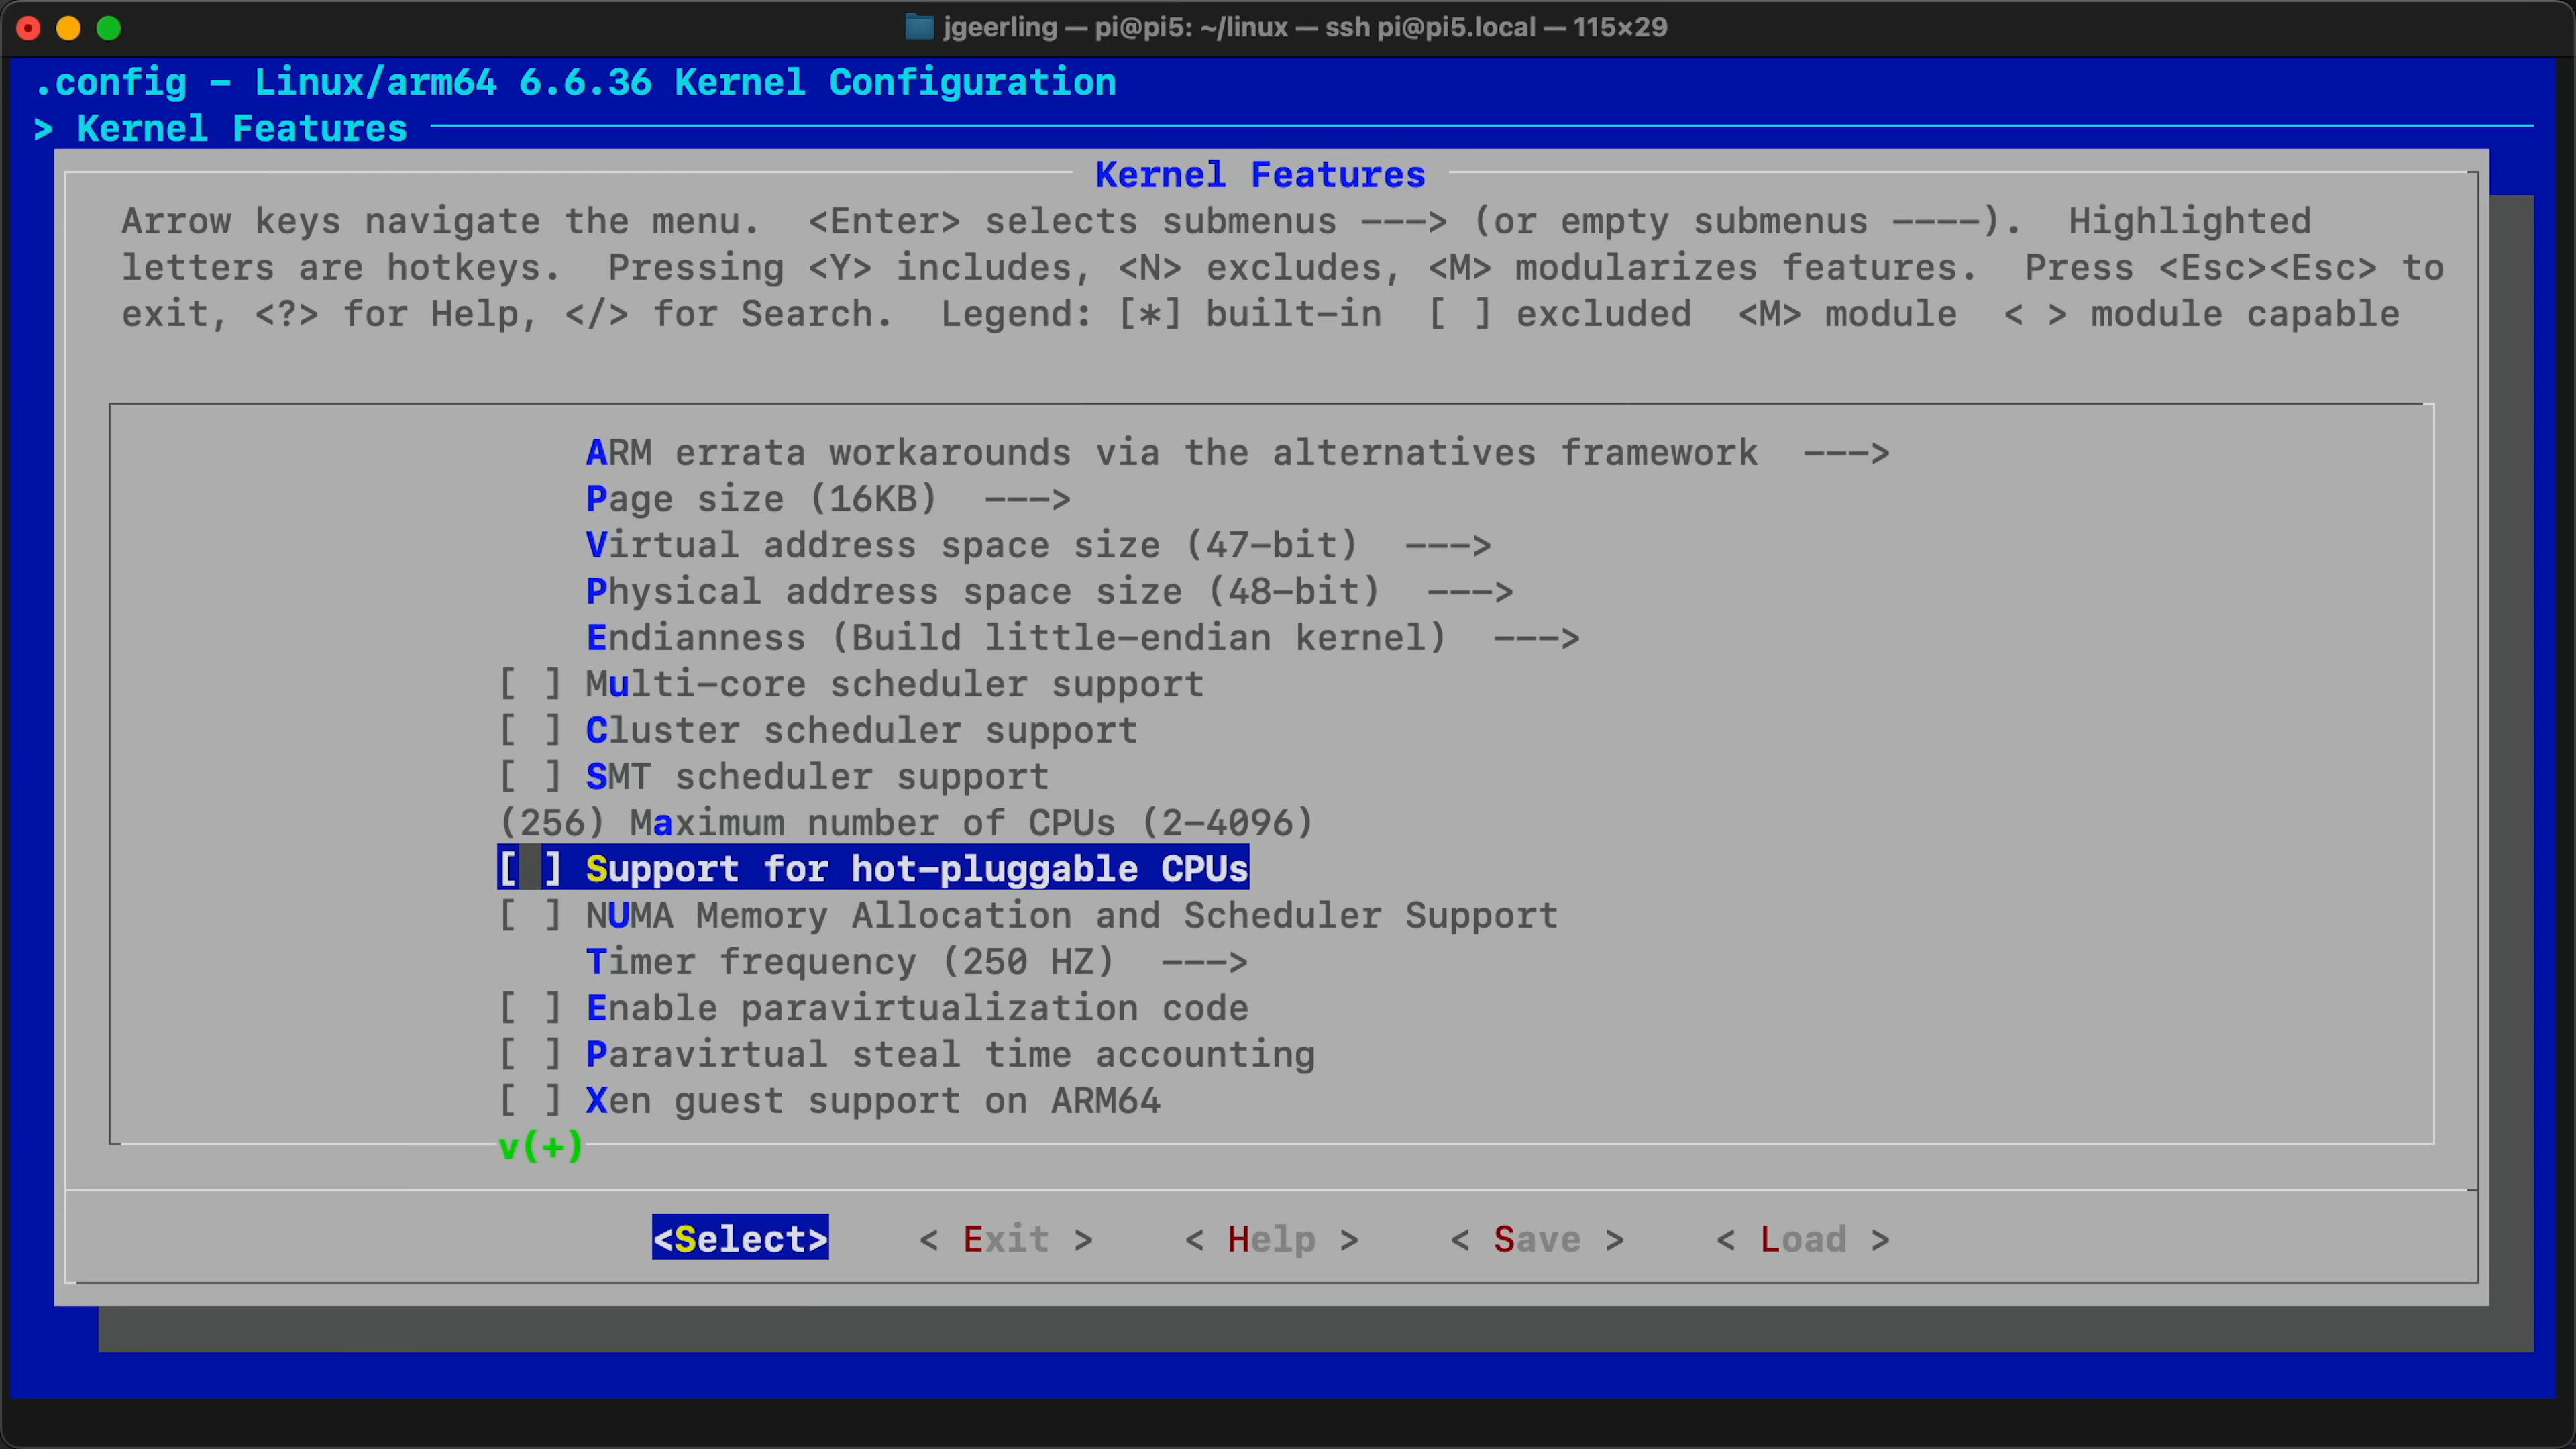 jgeerling — pi@pi5: ~/linux — ssh pi@pi5.local — 115×29
.config - Linux/arm64 6.6.36 Kernel Configuration
> Kernel Features
Kernel Features
Arrow keys navigate the menu.  <Enter> selects submenus ---> (or empty submenus ----).  Highlighted
letters are hotkeys.  Pressing <Y> includes, <N> excludes, <M> modularizes features.  Press <Esc><Esc> to
exit, <?> for Help, </> for Search.  Legend: [*] built-in  [ ] excluded  <M> module  < > module capable
ARM errata workarounds via the alternatives framework  --->
Page size (16KB)  --->
Virtual address space size (47-bit)  --->
Physical address space size (48-bit)  --->
Endianness (Build little-endian kernel)  --->
[ ] Multi-core scheduler support
[ ] Cluster scheduler support
[ ] SMT scheduler support
(256) Maximum number of CPUs (2-4096)
[ ] Support for hot-pluggable CPUs
[ ] NUMA Memory Allocation and Scheduler Support
Timer frequency (250 HZ)  --->
[ ] Enable paravirtualization code
[ ] Paravirtual steal time accounting
[ ] Xen guest support on ARM64
v(+)
<Select>    < Exit >    < Help >    < Save >    < Load >